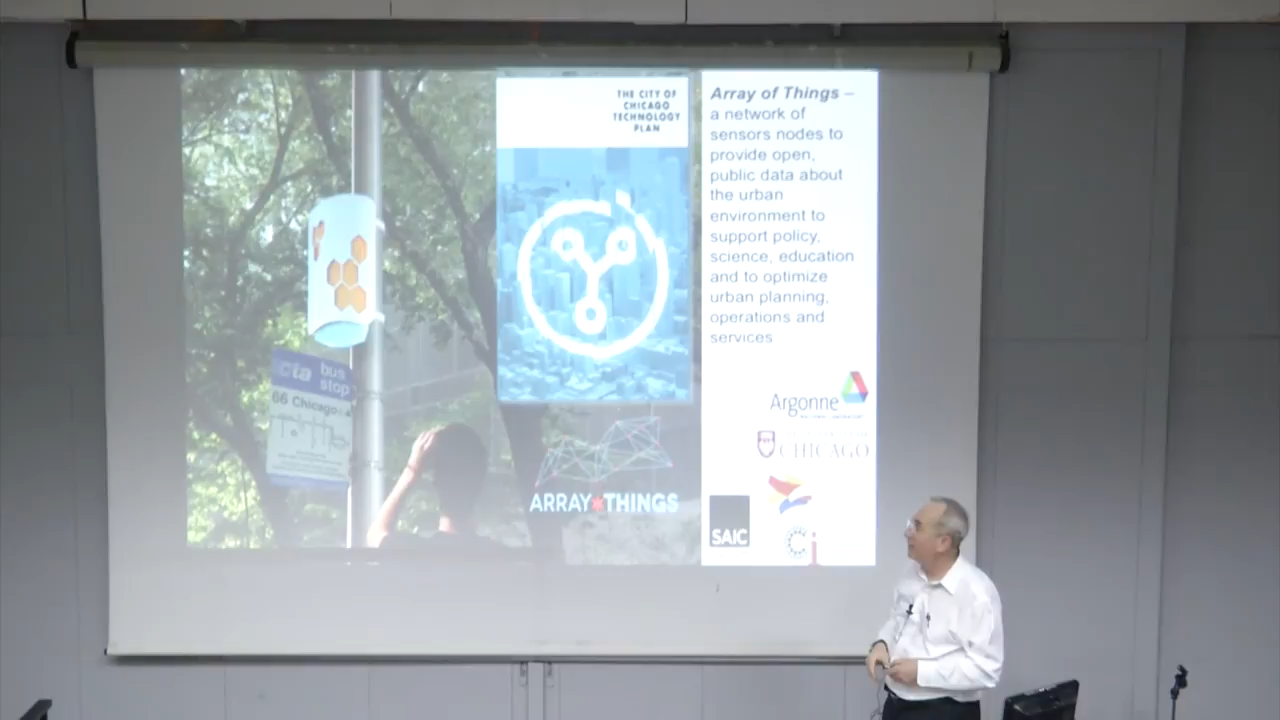 THE CITY OF
CHICAGO
TECHNOLOGY
PLAN
Array of Things –
a network of
sensors nodes to
provide open,
public data about
the urban
environment to
support policy,
science, education
and to optimize
urban planning,
operations and
services
cta bus
stop
66 Chicago
ARRAY THINGS
Argonne
CHICAGO
SAIC
Ci